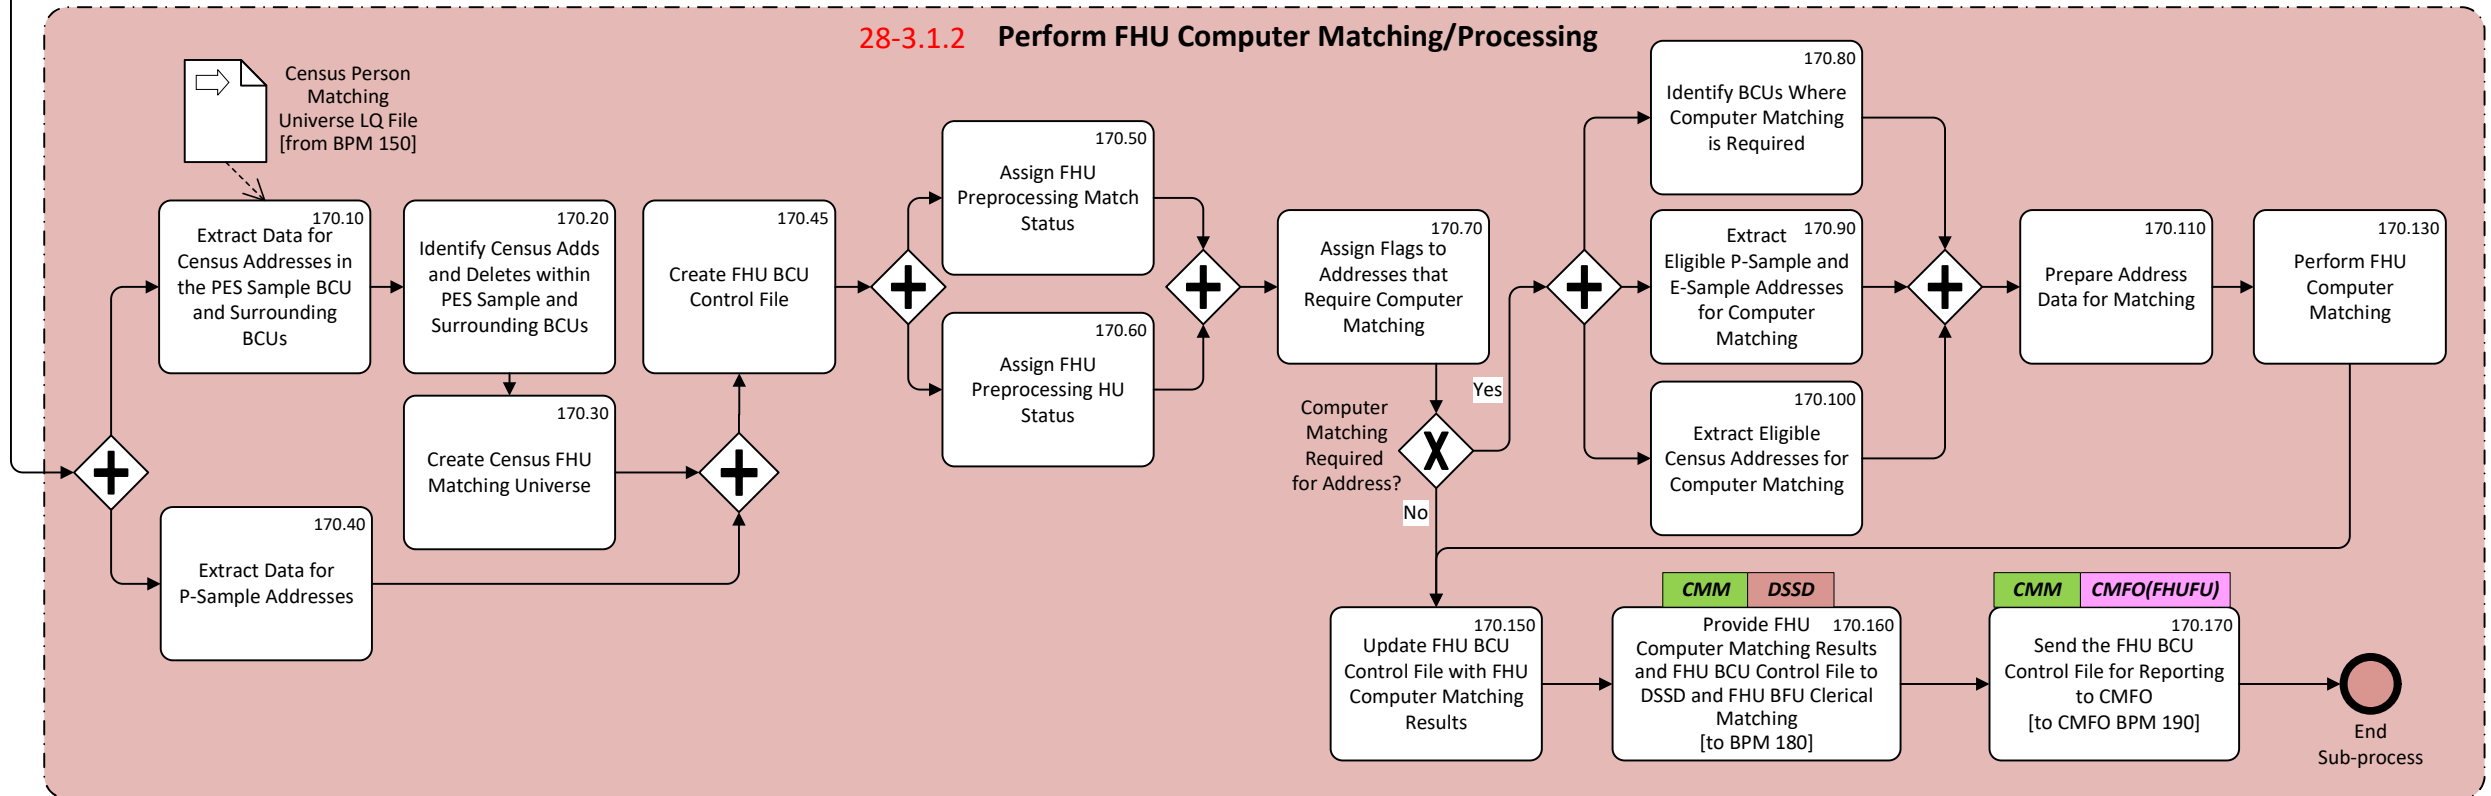 28-3.1.2 Perform FHU Computer Matching/Processing
Census Person
Matching
Universe LQ File
[from BPM 150]
170.10
Extract Data for
Census Addresses in
the PES Sample BCU
and Surrounding
BCUs
170.20
Identify Census Adds
and Deletes within
PES Sample and
Surrounding BCUs
170.30
Create Census FHU
Matching Universe
170.40
Extract Data for
P-Sample Addresses
170.45
Create FHU BCU
Control File
170.50
Assign FHU
Preprocessing Match
Status
170.60
Assign FHU
Preprocessing HU
Status
170.70
Assign Flags to
Addresses that
Require Computer
Matching
Computer
Matching
Required
for Address?
X
Yes
No
170.80
Identify BCUs Where
Computer Matching
is Required
170.90
Extract
Eligible P-Sample and
E-Sample Addresses
for Computer
Matching
170.100
Extract Eligible
Census Addresses for
Computer Matching
170.110
Prepare Address
Data for Matching
170.130
Perform FHU
Computer
Matching
170.150
Update FHU BCU
Control File with FHU
Computer Matching
Results
CMM DSSD
170.160
Provide FHU
Computer Matching Results
and FHU BCU Control File to
DSSD and FHU BFU Clerical
Matching
[to BPM 180]
CMM CMFO(FHUFU)
170.170
Send the FHU BCU
Control File for Reporting
to CMFO
[to CMFO BPM 190]
End
Sub-process